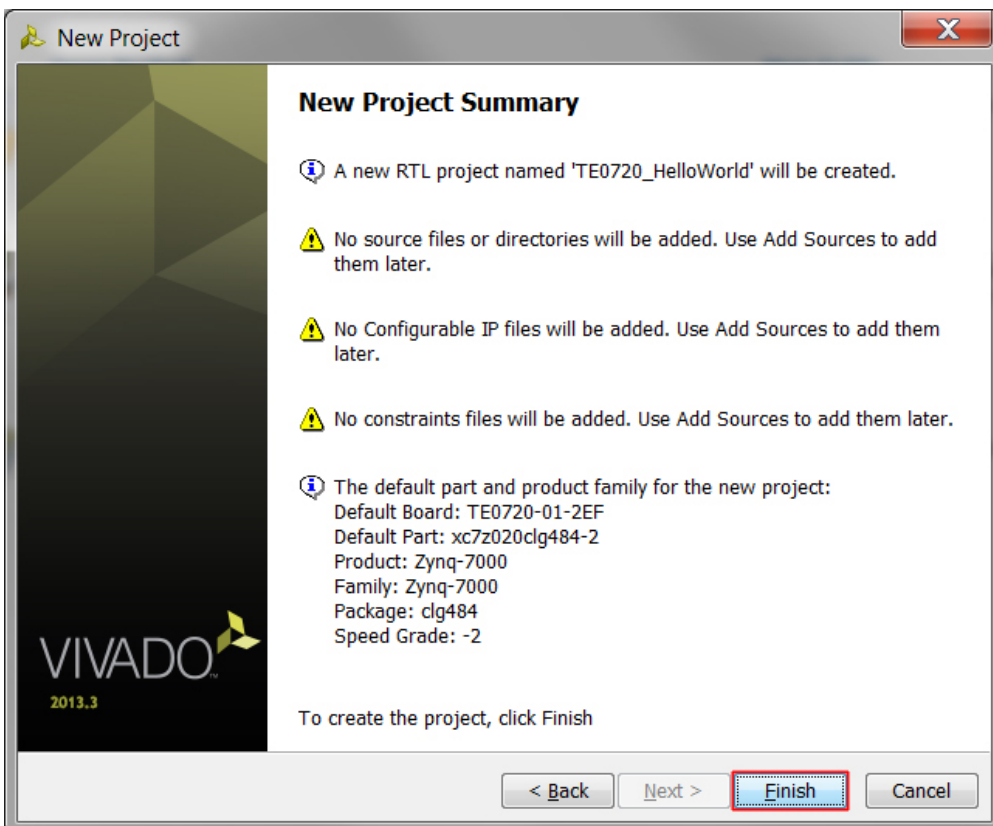 New Project
New Project Summary
A new RTL project named 'TE0720_HelloWorld' will be created.
No source files or directories will be added. Use Add Sources to add
them later.
No Configurable IP files will be added. Use Add Sources to add them
later.
No constraints files will be added. Use Add Sources to add them later.
The default part and product family for the new project:
Default Board: TE0720-01-2EF
Default Part: xc7z020clg484-2
Product: Zynq-7000
Family: Zynq-7000
Package: clg484
Speed Grade: -2
VIVADO™
2013.3
To create the project, click Finish
< Back Next > Finish Cancel